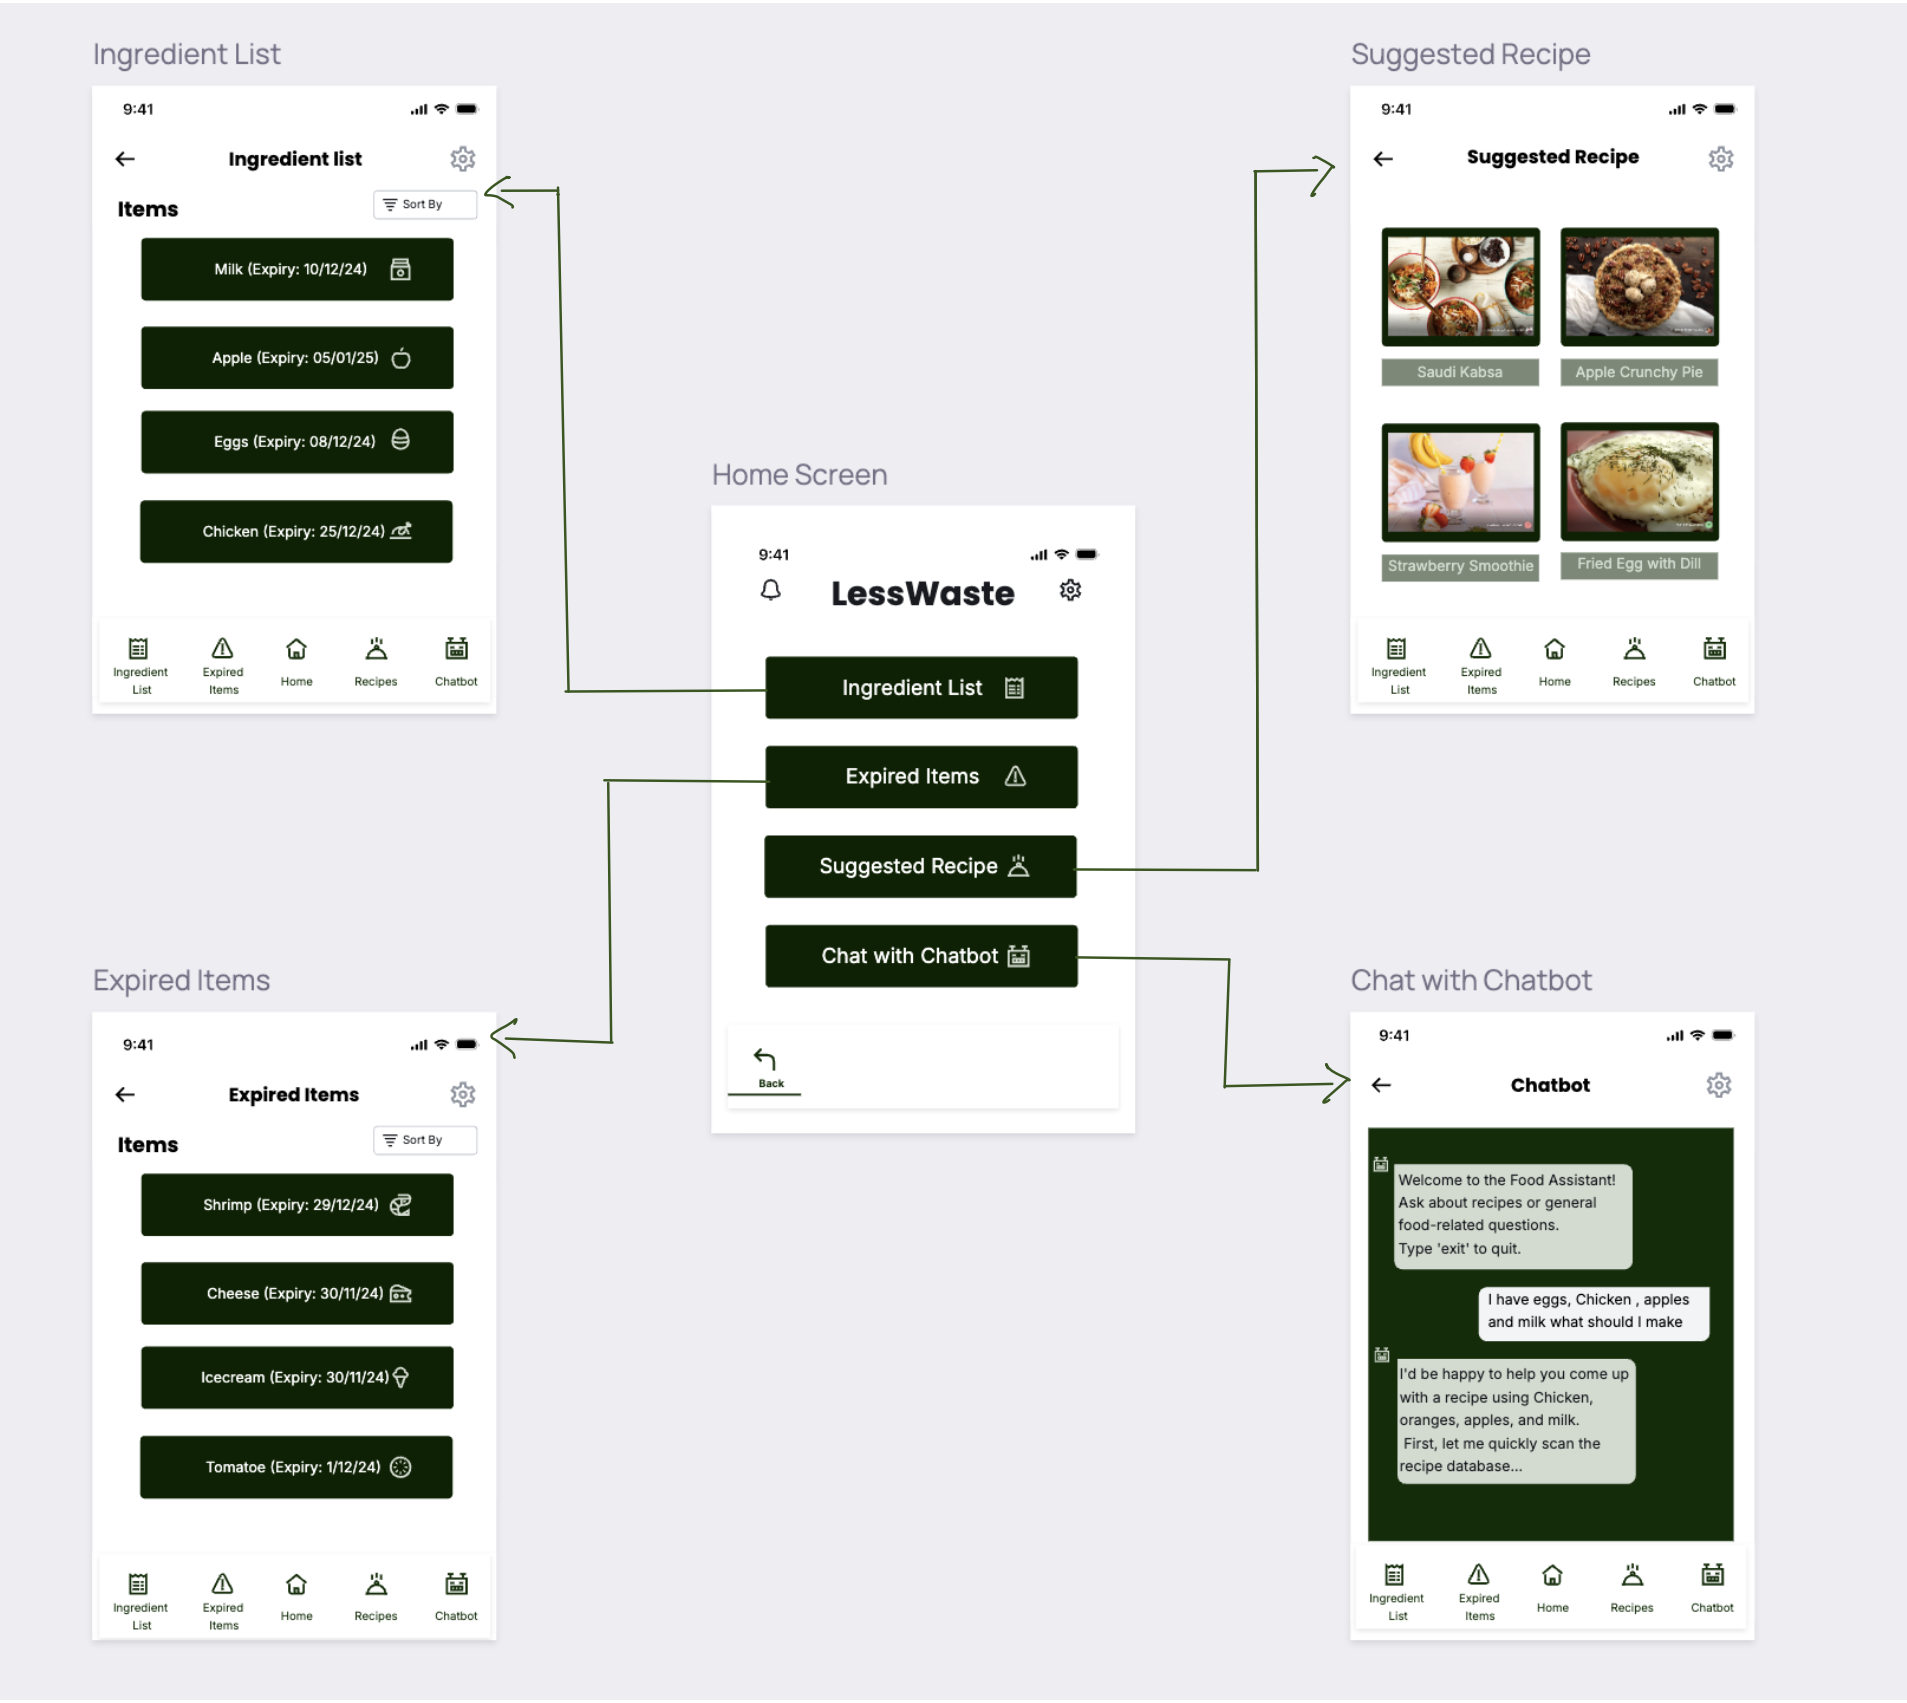 Ingredient List
9:41
Ingredient list
Items
Sort By
Milk (Expiry: 10/12/24)
Apple (Expiry: 05/01/25)
Eggs (Expiry: 08/12/24)
Chicken (Expiry: 25/12/24)
Ingredient
List
Expired
Items
Home
Recipes
Chatbot
Suggested Recipe
9:41
Suggested Recipe
Saudi Kabsa
Apple Crunchy Pie
Strawberry Smoothie
Fried Egg with Dill
Ingredient
List
Expired
Items
Home
Recipes
Chatbot
Home Screen
9:41
LessWaste
Ingredient List
Expired Items
Suggested Recipe
Chat with Chatbot
Back
Expired Items
9:41
Expired Items
Items
Sort By
Shrimp (Expiry: 29/12/24)
Cheese (Expiry: 30/11/24)
Icecream (Expiry: 30/11/24)
Tomatoe (Expiry: 1/12/24)
Ingredient
List
Expired
Items
Home
Recipes
Chatbot
Chat with Chatbot
9:41
Chatbot
Welcome to the Food Assistant!
Ask about recipes or general
food-related questions.
Type 'exit' to quit.
I have eggs, Chicken , apples
and milk what should I make
I'd be happy to help you come up
with a recipe using Chicken,
oranges, apples, and milk.
First, let me quickly scan the
recipe database...
Ingredient
List
Expired
Items
Home
Recipes
Chatbot